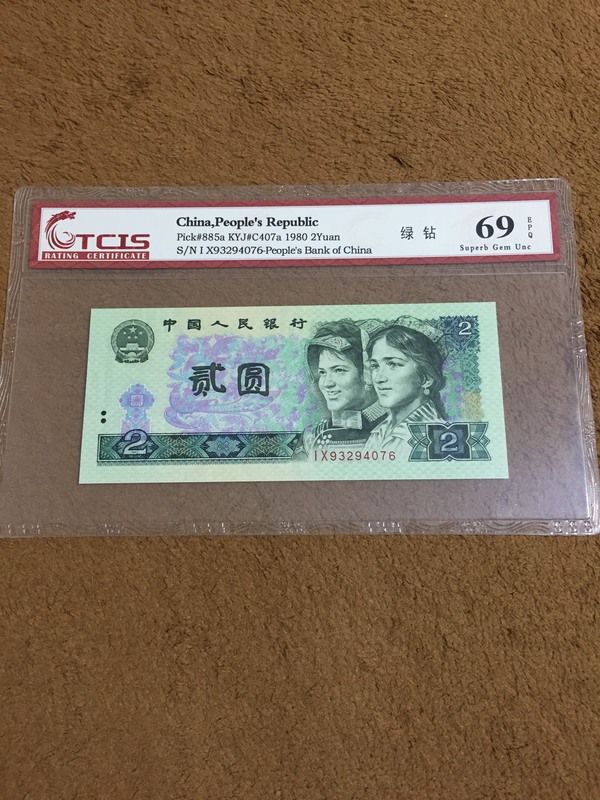 TCIS
RATING CERTIFICATE
China,People's Republic
Pick#885a KYJ#C407a 1980 2Yuan
S/N I X93294076-People's Bank of China
绿 钻
69
EPQ
Superb Gem Unc
中国人民银行
2
贰圆
2
2
IX93294076